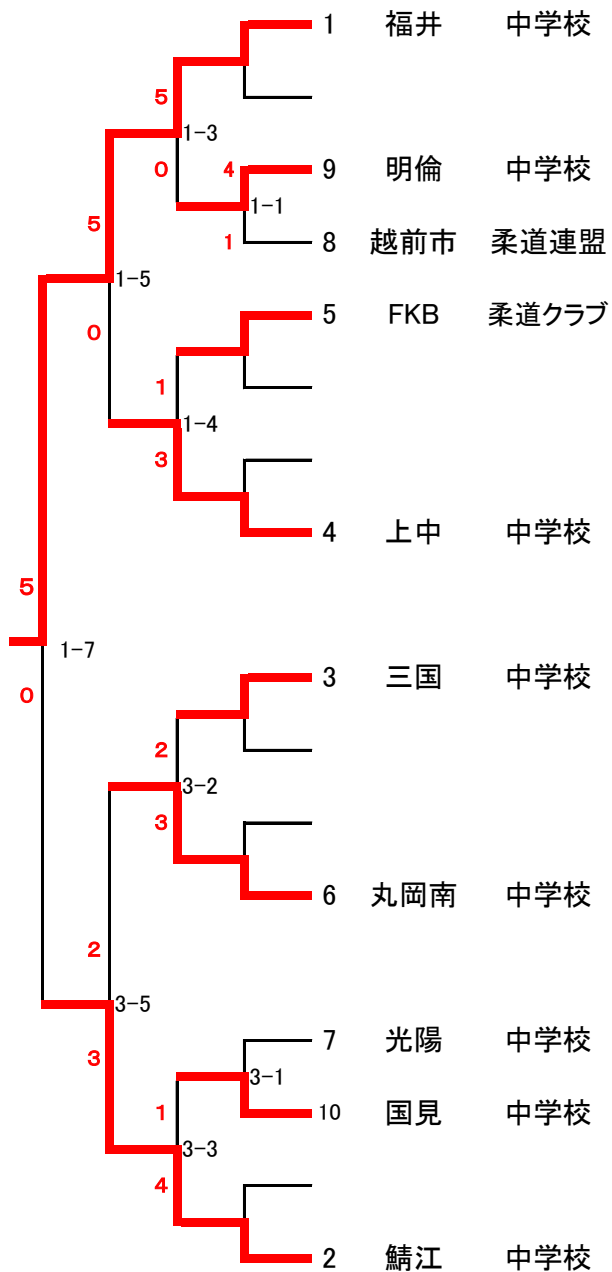 1 福井 中学校
5
1-3
0 4 9 明倫 中学校
1-1
5 1 8 越前市 柔道連盟
1-5
0 5 FKB 柔道クラブ
1
1-4
3
4 上中 中学校
5
1-7
0 3 三国 中学校
2
3-2
3
6 丸岡南 中学校
2
3-5
3 7 光陽 中学校
3-1
1 10 国見 中学校
3-3
4
2 鯖江 中学校